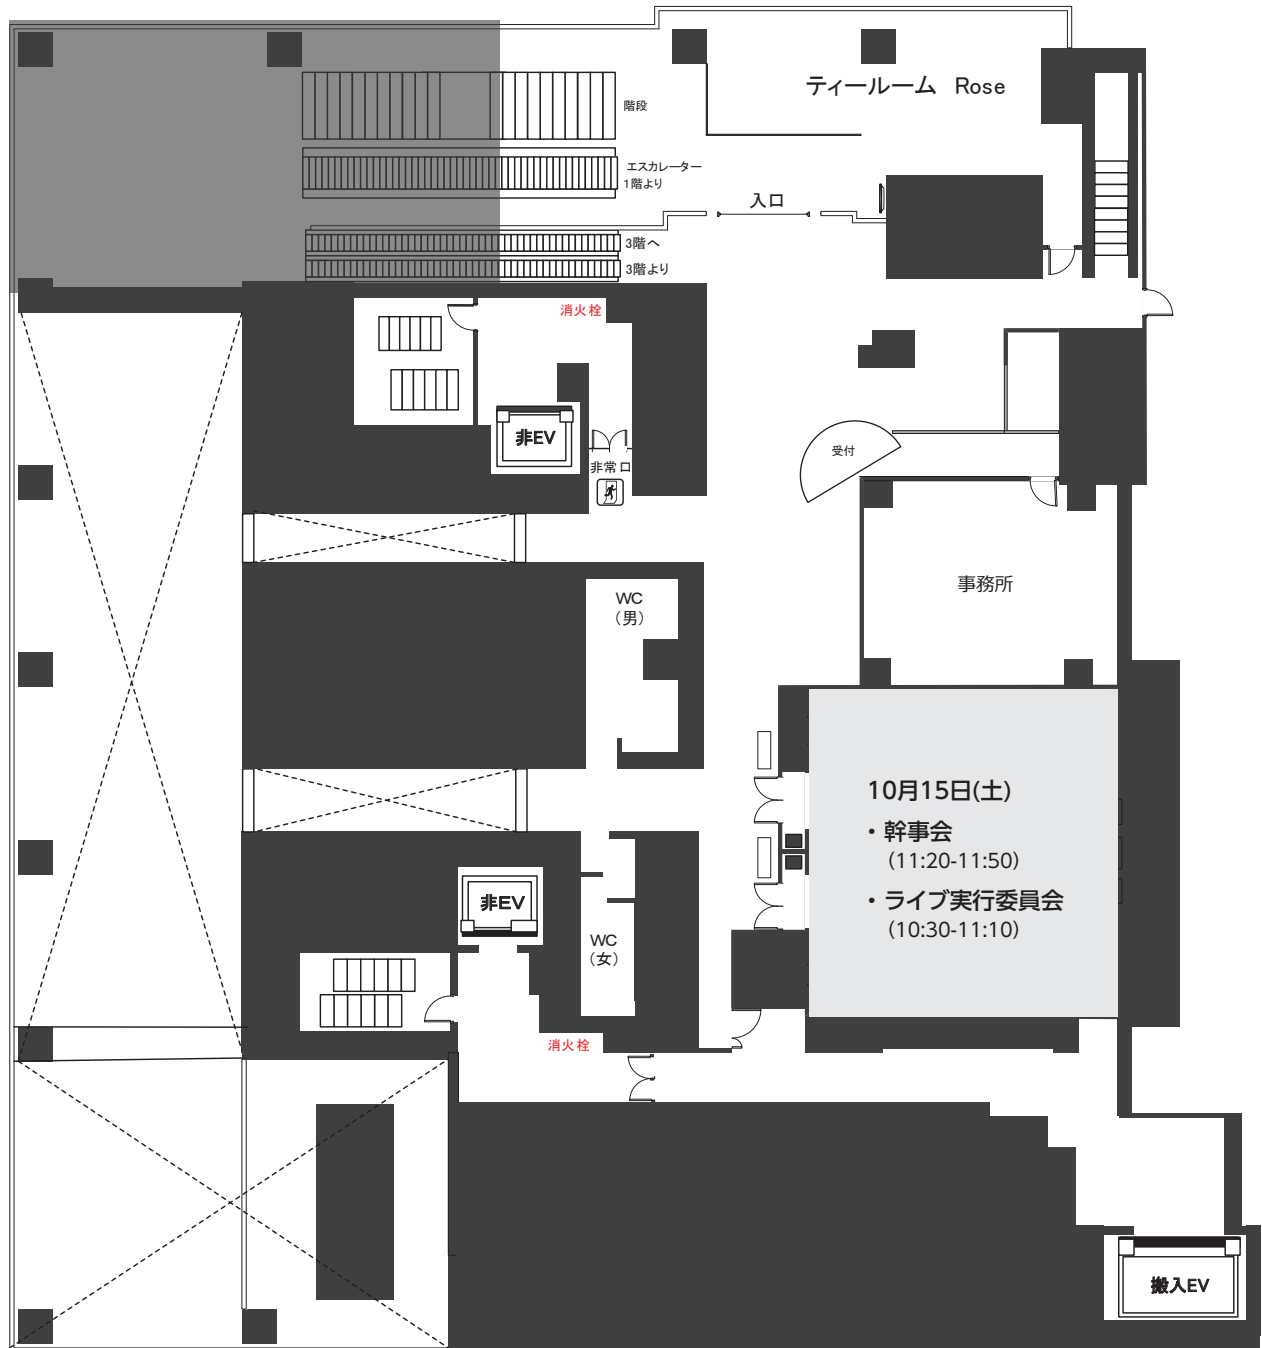 ティールーム Rose
階段
エスカレーター
1階より
入口
3階へ
3階より
消火栓
非EV
受付
非常口
事務所
WC
(男)
10月15日(土)
・幹事会
(11:20-11:50)
・ライブ実行委員会
(10:30-11:10)
非EV
WC
(女)
消火栓
搬入EV